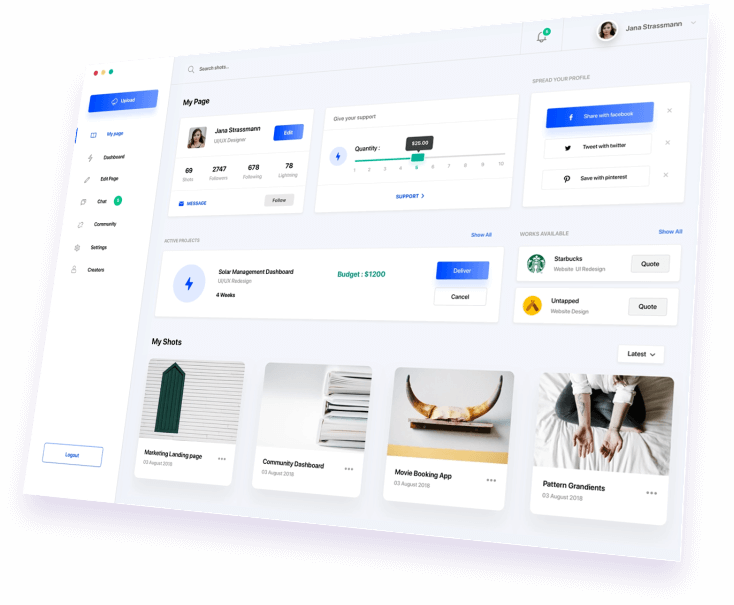 Search shots...
3
Jana Strassmann
Upload
My page
Dashboard
Edit Page
Chat
Community
Settings
Creators
Logout
My Page
Jana Strassmann
UI/UX Designer
Edit
69
2747
678
78
Shots
Followers
Following
Lightning
MESSAGE
Follow
Give your support
$25.00
Quantity :
1 2 3 4 5 6 7 8 9 10
SUPPORT
SPREAD YOUR PROFILE
Share with facebook
Tweet with twitter
Save with pinterest
ACTIVE PROJECTS
Show All
Solar Management Dashboard
UI/UX Redesign
4 Weeks
Budget : $1200
Deliver
Cancel
WORKS AVAILABLE
Show All
Starbucks
Website UI Redesign
Quote
Untapped
Website Design
Quote
My Shots
Latest
Marketing Landing page
03 August 2018
Community Dashboard
03 August 2018
Movie Booking App
03 August 2018
Pattern Grandients
03 August 2018